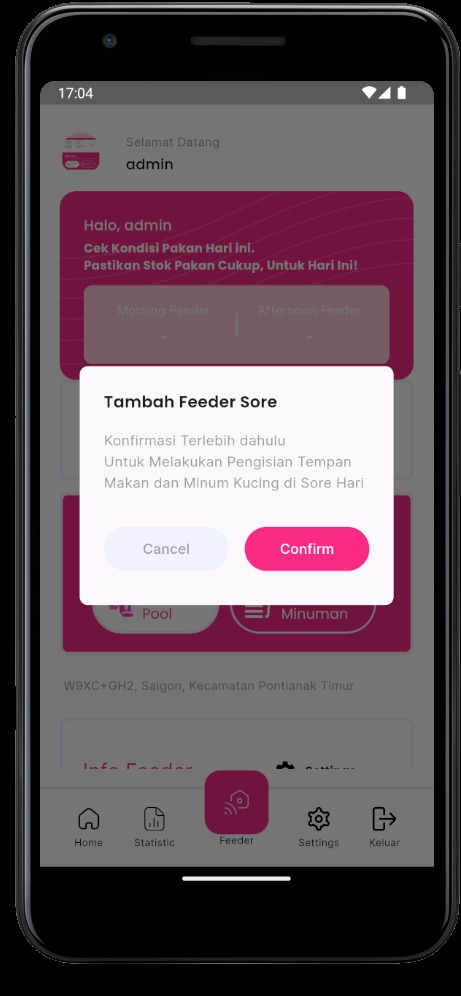 17:04
Selamat Datang
admin
Halo, admin
Cek Kondisi Pakan Hari ini.
Pastikan Stok Pakan Cukup, Untuk Hari Ini!
Morning Feeder
Afternoon Feeder
-
-
Tambah Feeder Sore
Konfirmasi Terlebih dahulu
Untuk Melakukan Pengisian Tempan
Makan dan Minum Kucing di Sore Hari
Cancel
Confirm
Pool
Minuman
W9XC+GH2, Saigon, Kecamatan Pontianak Timur
Info Feeder
Settings
Home
Statistic
Feeder
Settings
Keluar